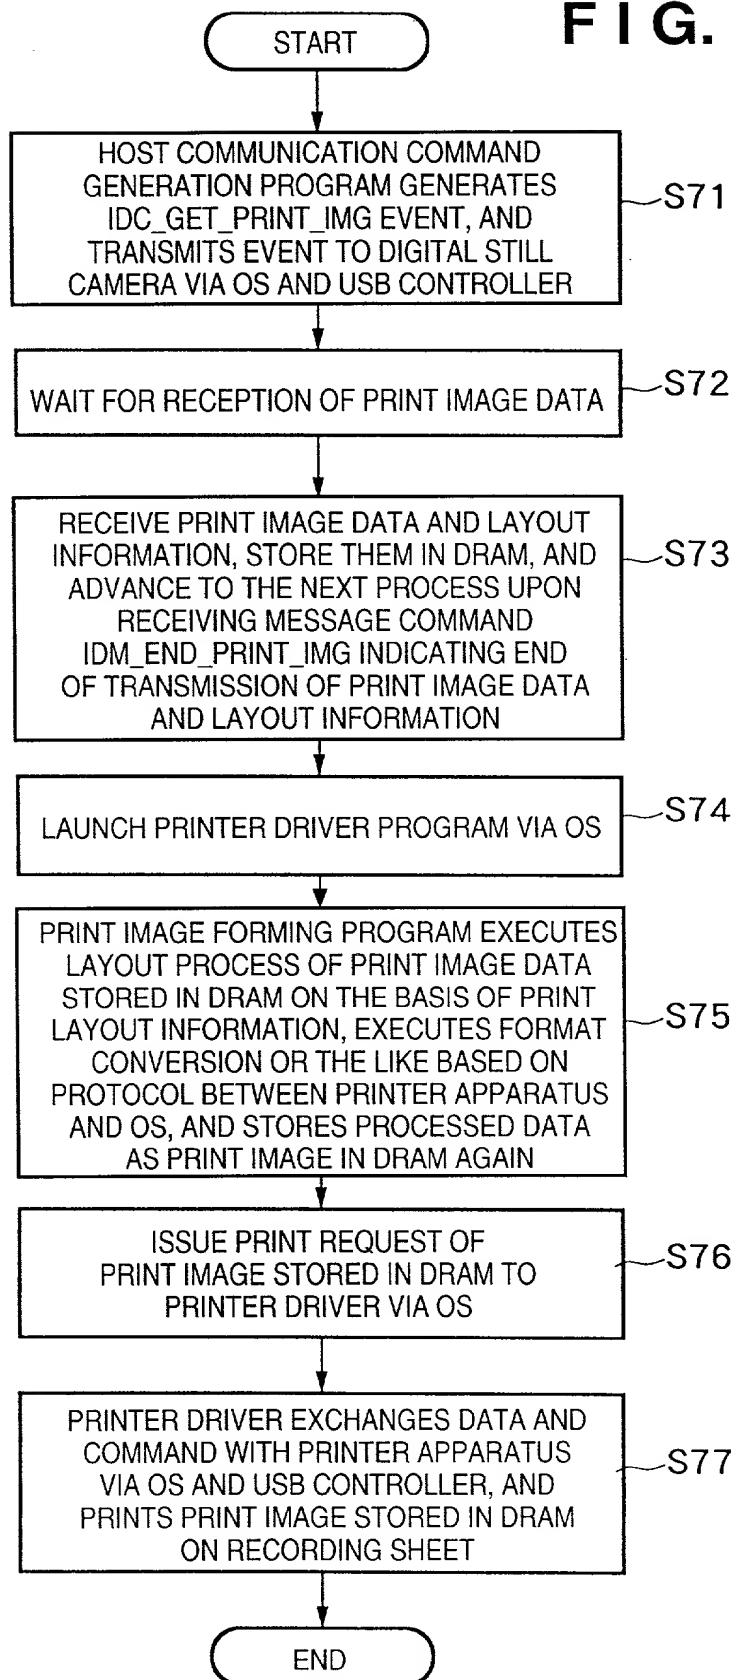 FIG.
START
HOST COMMUNICATION COMMAND
GENERATION PROGRAM GENERATES
IDC_GET_PRINT_IMG EVENT, AND
TRANSMITS EVENT TO DIGITAL STILL
CAMERA VIA OS AND USB CONTROLLER
S71
WAIT FOR RECEPTION OF PRINT IMAGE DATA
S72
RECEIVE PRINT IMAGE DATA AND LAYOUT
INFORMATION, STORE THEM IN DRAM, AND
ADVANCE TO THE NEXT PROCESS UPON
RECEIVING MESSAGE COMMAND
IDM_END_PRINT_IMG INDICATING END
OF TRANSMISSION OF PRINT IMAGE DATA
AND LAYOUT INFORMATION
S73
LAUNCH PRINTER DRIVER PROGRAM VIA OS
S74
PRINT IMAGE FORMING PROGRAM EXECUTES
LAYOUT PROCESS OF PRINT IMAGE DATA
STORED IN DRAM ON THE BASIS OF PRINT
LAYOUT INFORMATION, EXECUTES FORMAT
CONVERSION OR THE LIKE BASED ON
PROTOCOL BETWEEN PRINTER APPARATUS
AND OS, AND STORES PROCESSED DATA
AS PRINT IMAGE IN DRAM AGAIN
S75
ISSUE PRINT REQUEST OF
PRINT IMAGE STORED IN DRAM TO
PRINTER DRIVER VIA OS
S76
PRINTER DRIVER EXCHANGES DATA AND
COMMAND WITH PRINTER APPARATUS
VIA OS AND USB CONTROLLER, AND
PRINTS PRINT IMAGE STORED IN DRAM
ON RECORDING SHEET
S77
END